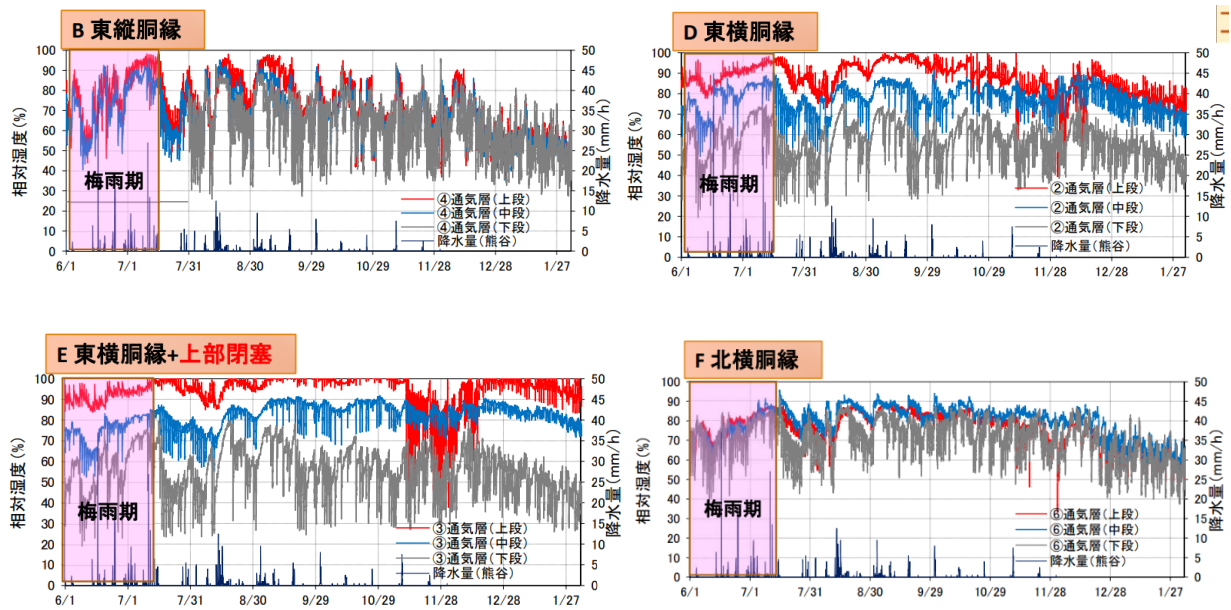 B 東縦胴縁
相対湿度(%)
100
90
80
70
60
50
40
30
20
10
0
梅雨期
④通気層(上段)
④通気層(中段)
④通気層(下段)
降水量(熊谷)
50
45
40
35
30
25
20
15
10
5
0
降水量(mm/h)
6/1 7/1 7/31 8/30 9/29 10/29 11/28 12/28 1/27
D 東横胴縁
相対湿度(%)
100
90
80
70
60
50
40
30
20
10
0
梅雨期
②通気層(上段)
②通気層(中段)
②通気層(下段)
降水量(熊谷)
50
45
40
35
30
25
20
15
10
5
0
降水量(mm/h)
6/1 7/1 7/31 8/30 9/29 10/29 11/28 12/28 1/27
E 東横胴縁+上部閉塞
相対湿度(%)
100
90
80
70
60
50
40
30
20
10
0
梅雨期
③通気層(上段)
③通気層(中段)
③通気層(下段)
降水量(熊谷)
50
45
40
35
30
25
20
15
10
5
0
降水量(mm/h)
6/1 7/1 7/31 8/30 9/29 10/29 11/28 12/28 1/27
F 北横胴縁
相対湿度(%)
100
90
80
70
60
50
40
30
20
10
0
梅雨期
⑥通気層(上段)
⑥通気層(中段)
⑥通気層(下段)
降水量(熊谷)
50
45
40
35
30
25
20
15
10
5
0
降水量(mm/h)
6/1 7/1 7/31 8/30 9/29 10/29 11/28 12/28 1/27